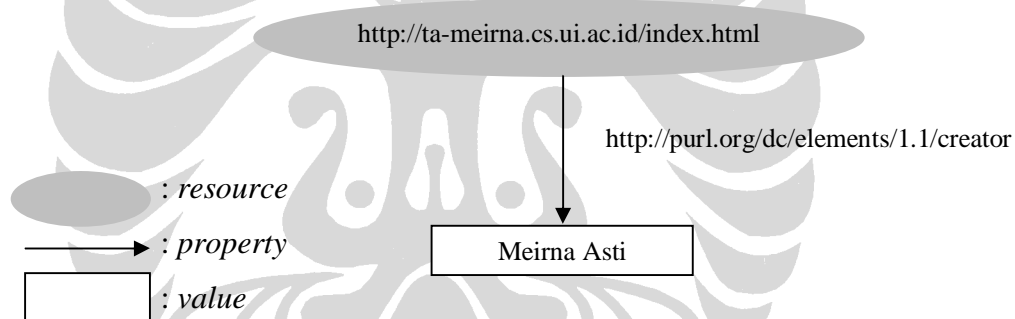 http://ta-meirna.cs.ui.ac.id/index.html
http://purl.org/dc/elements/1.1/creator
: resource
: property
Meirna Asti
: value